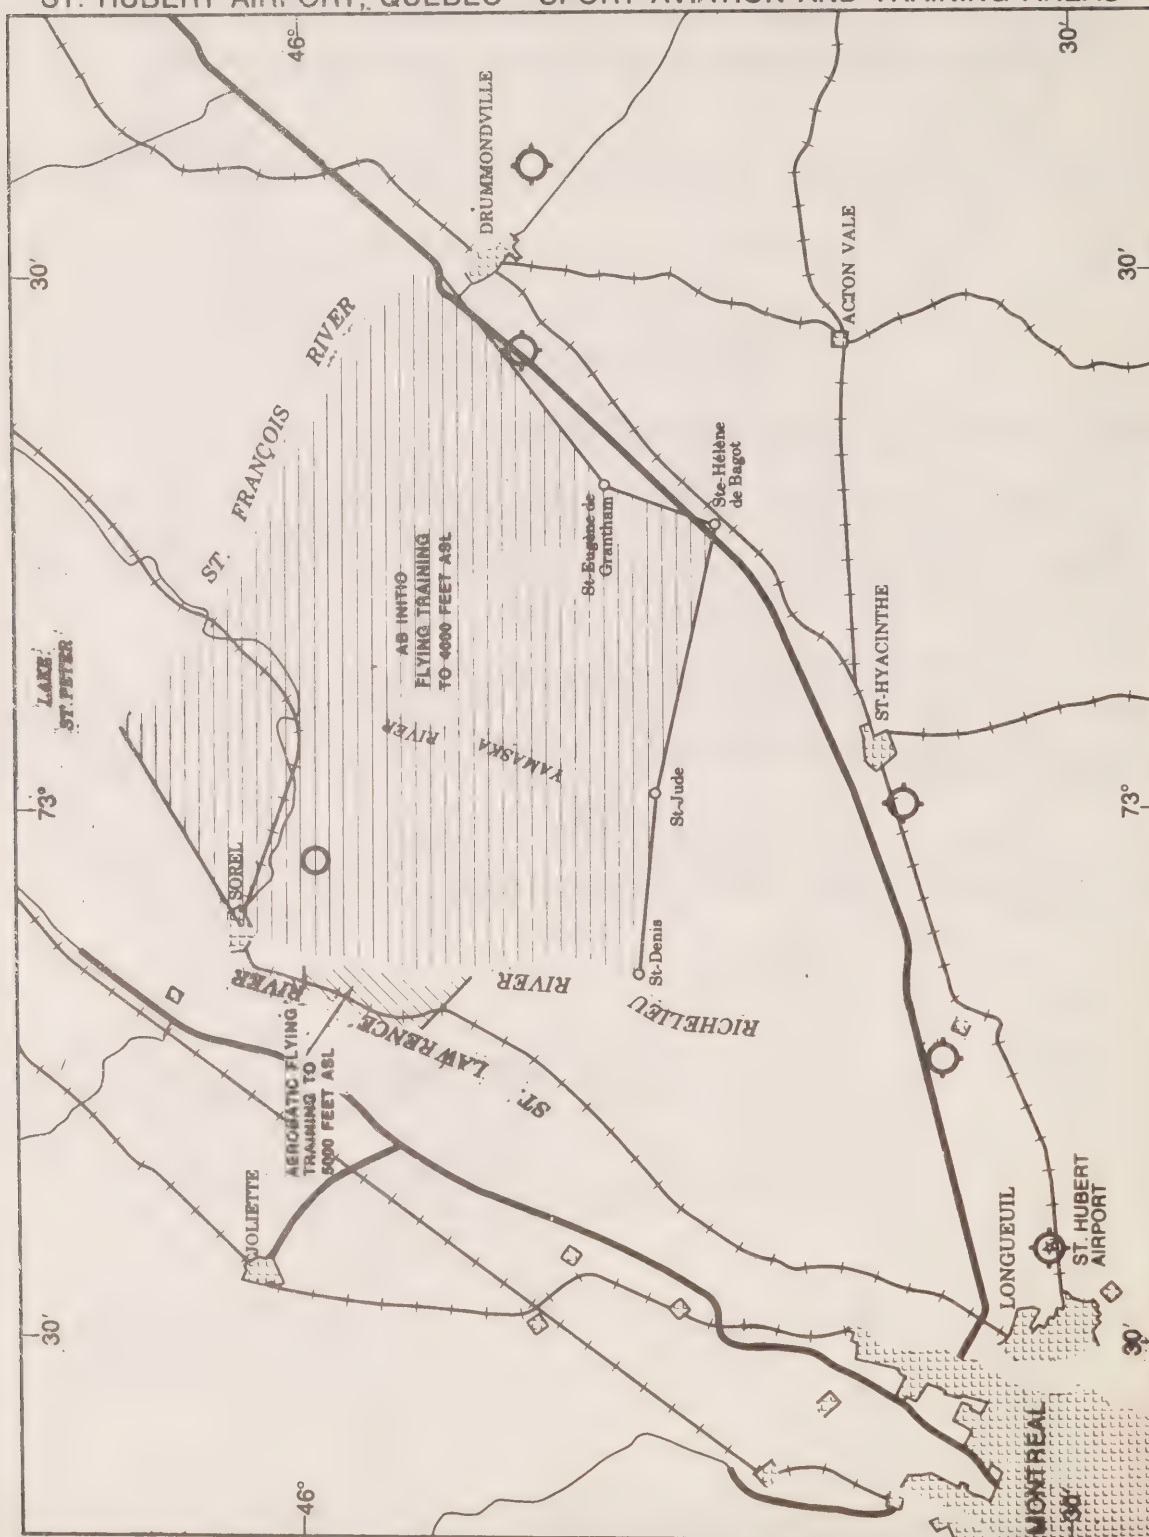 ST. HUBERT AIRPORT, QUEBEC - SPORT AVIATION AND TRAINING AREAS
46°
30'
DRUMMONDVILLE
30'
ST. FRANÇOIS RIVER
ACTON VALE
30'
LAKE
ST. PETER
AB INITIO
FLYING TRAINING
TO 4000 FEET ASL
St-Eugène de
Grantham
Ste-Hélène
de Bagot
YAMASKA RIVER
ST-HYACINTHE
73°
SOREL
St-Jude
73°
St-Denis
RICHELIEU RIVER
ST. LAWRENCE RIVER
AEROBATIC FLYING
TRAINING TO
5000 FEET ASL
JOLIETTE
LONGUEUIL
ST. HUBERT
AIRPORT
30'
30'
MONTREAL
46°
30'